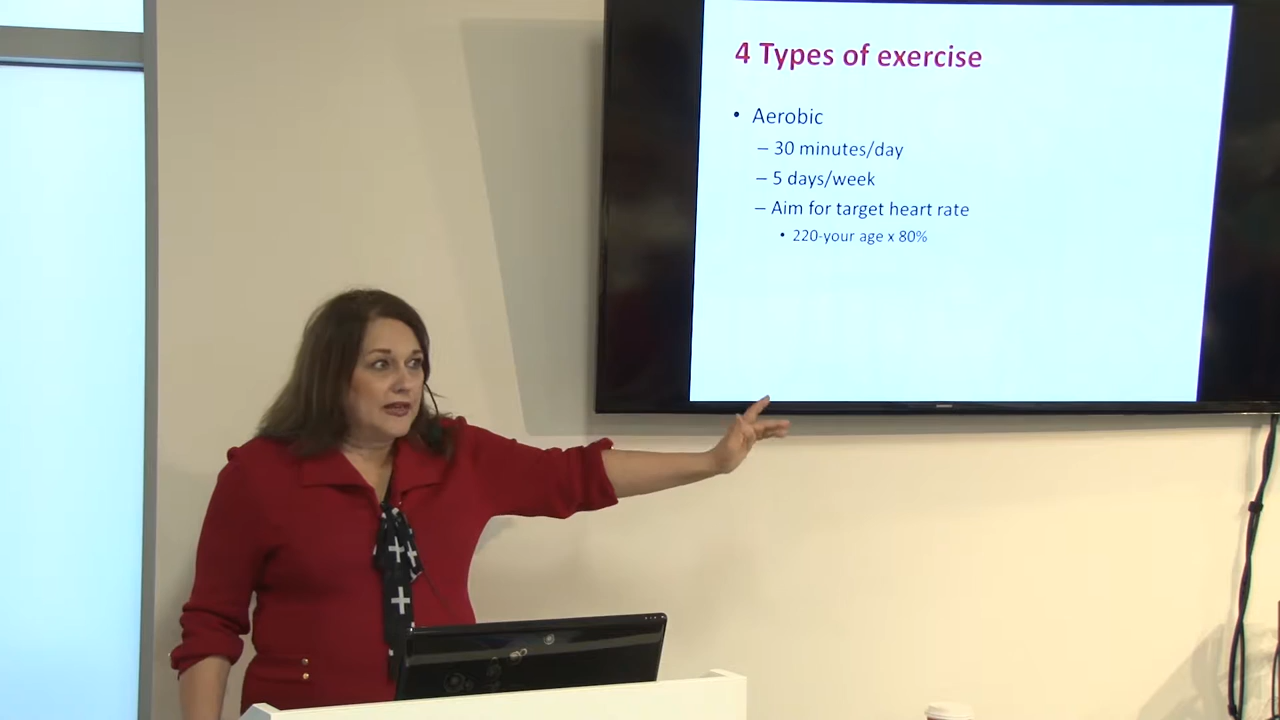 4 Types of exercise
• Aerobic
– 30 minutes/day
– 5 days/week
– Aim for target heart rate
• 220-your age x 80%